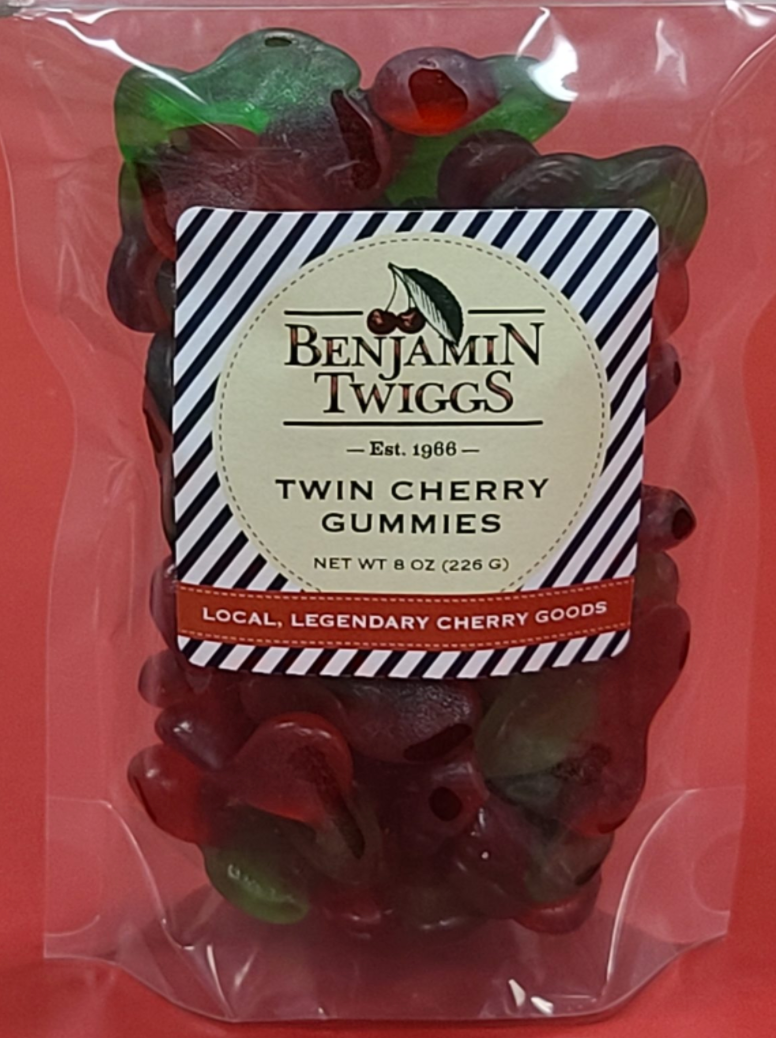 BENJAMIN
TWIGGS
— Est. 1966 —
TWIN CHERRY
GUMMIES
NET WT 8 OZ (226 G)
LOCAL, LEGENDARY CHERRY GOODS